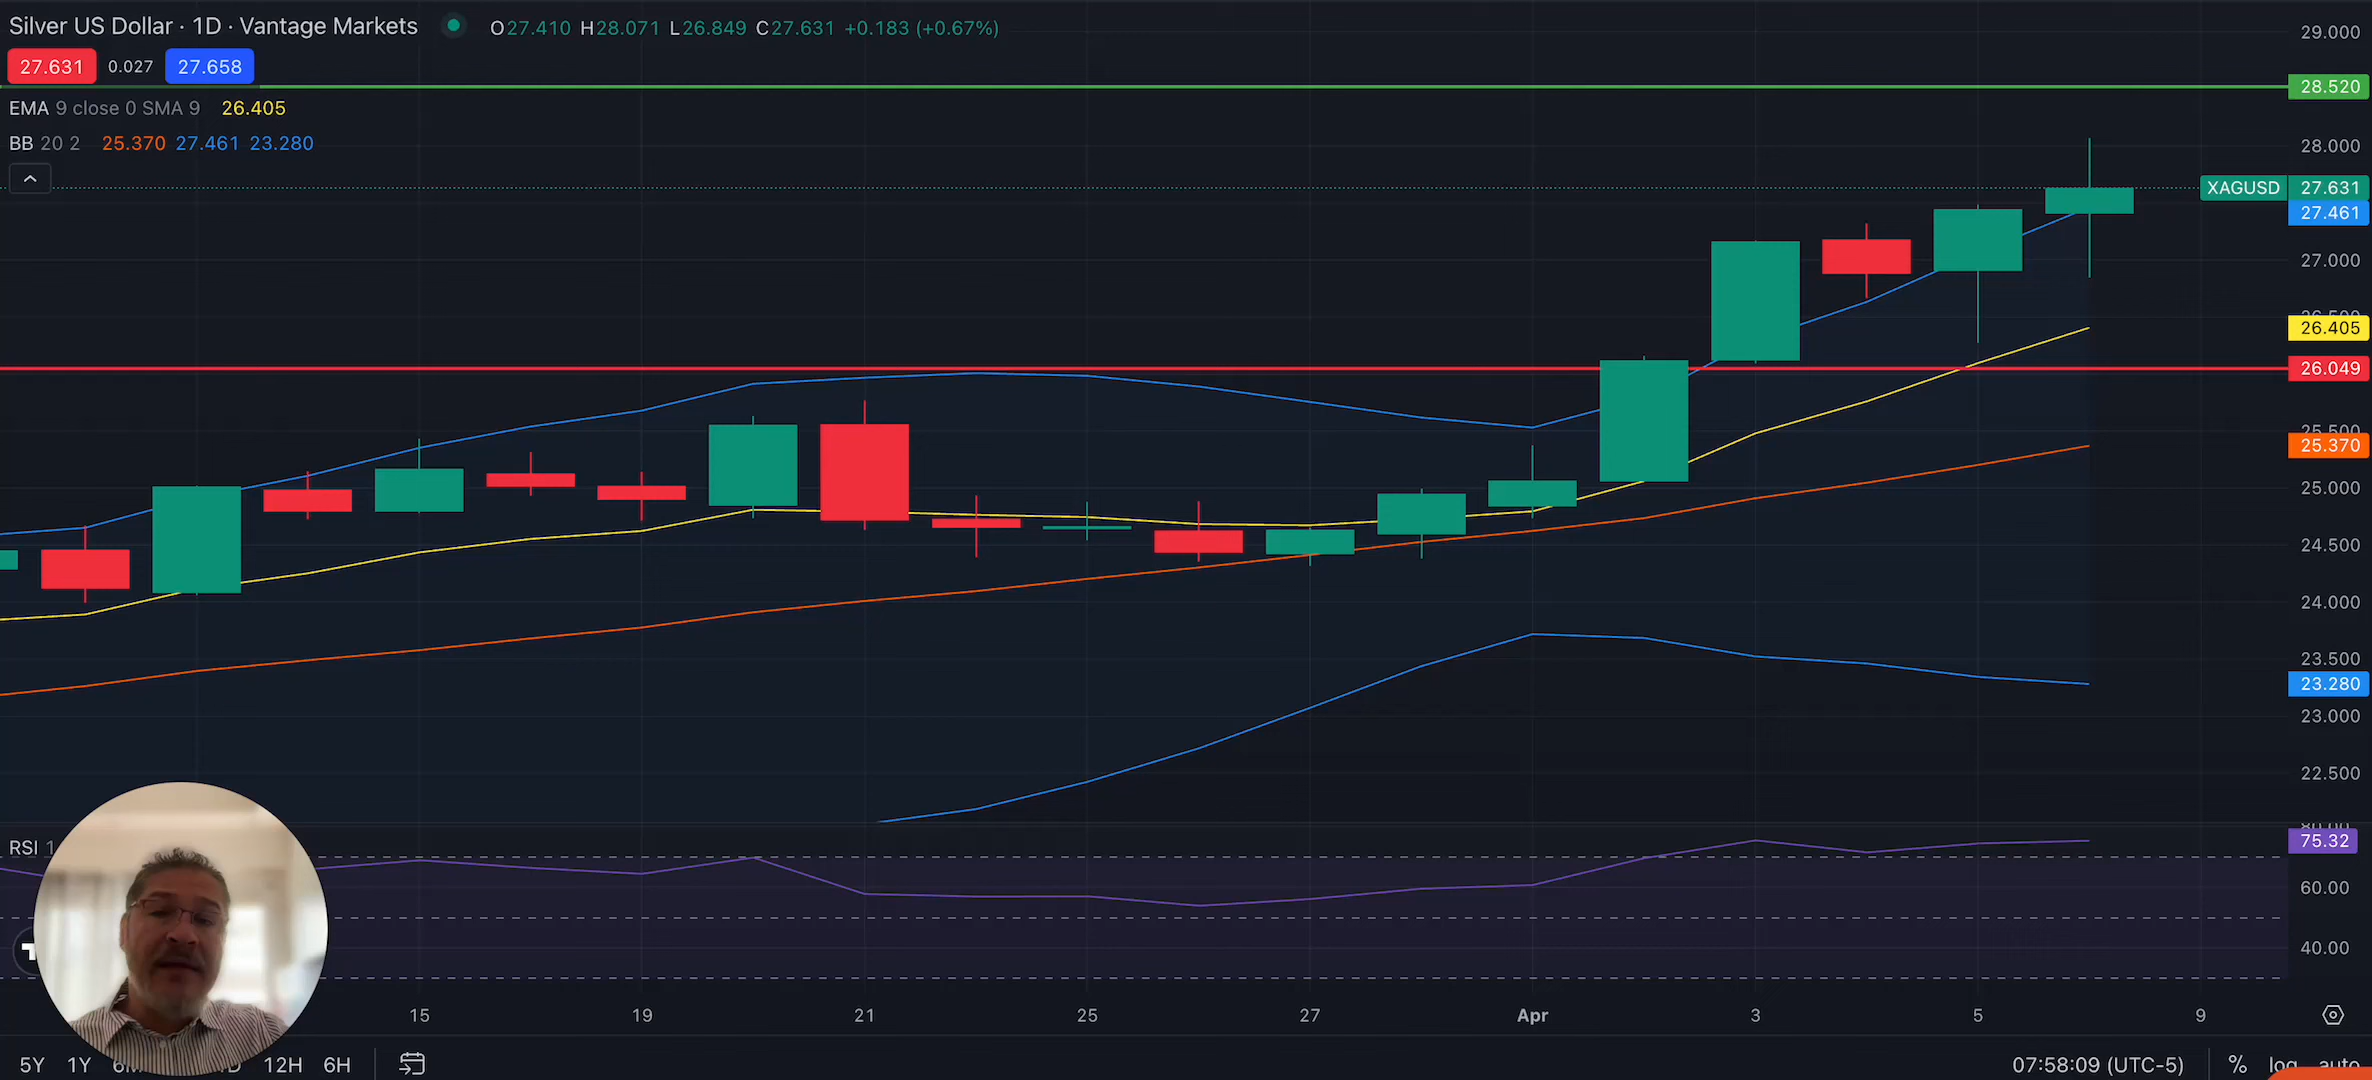 Silver US Dollar · 1D · Vantage Markets O27.410 H28.071 L26.849 C27.631 +0.183 (+0.67%)
27.631 0.027 27.658
EMA 9 close 0 SMA 9 26.405
BB 20 2 25.370 27.461 23.280
29.000
28.520
28.000
XAGUSD 27.631
27.461
27.000
26.405
26.049
25.500
25.370
25.000
24.500
24.000
23.500
23.280
23.000
22.500
RSI
75.32
60.00
40.00
15 19 21 25 27 Apr 3 5 9
5Y 1Y 12H 6H 07:58:09 (UTC-5) % log auto